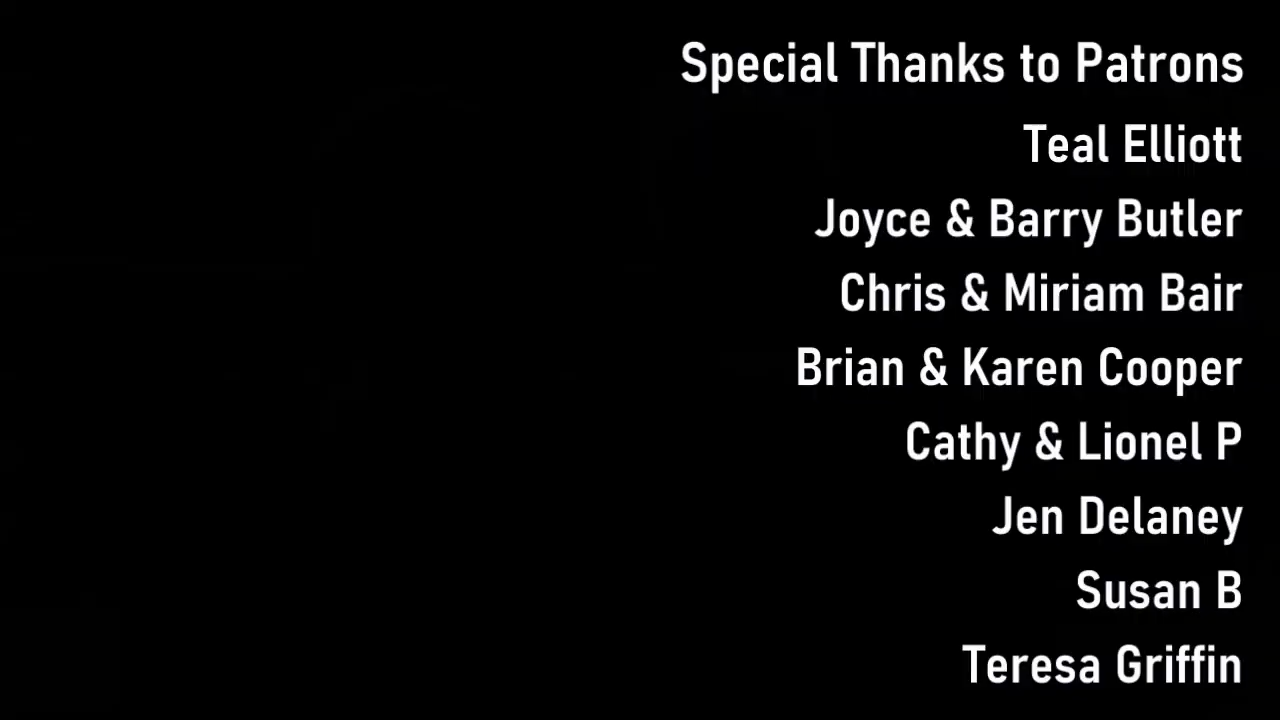 Special Thanks to Patrons
Teal Elliott
Joyce & Barry Butler
Chris & Miriam Bair
Brian & Karen Cooper
Cathy & Lionel P
Jen Delaney
Susan B
Teresa Griffin